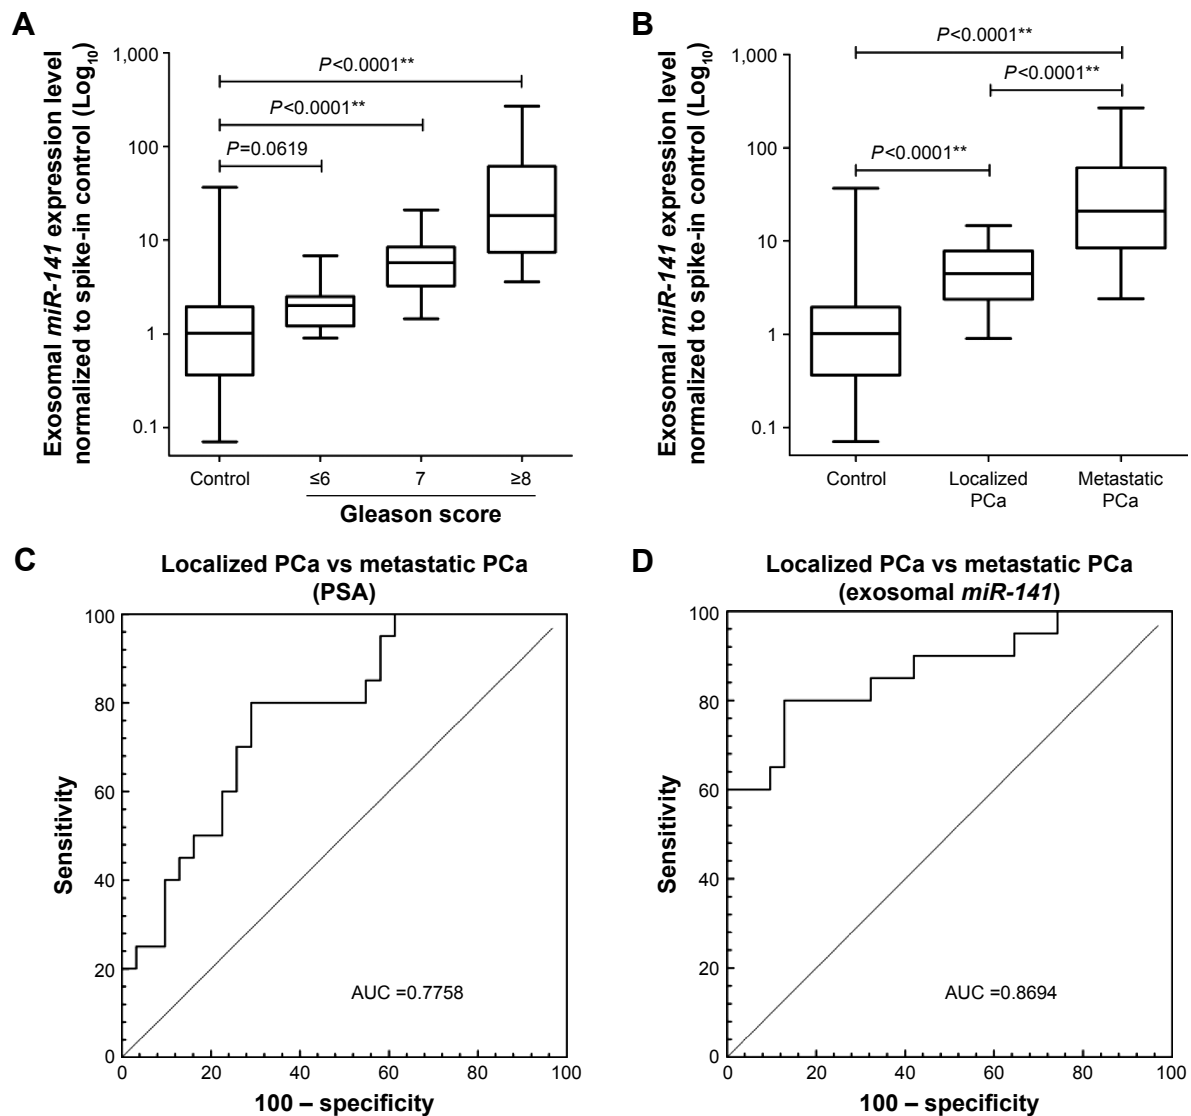 A
Exosomal miR-141 expression level
normalized to spike-in control (Log10)
1,000
100
10
1
0.1
P<0.0001**
P<0.0001**
P=0.0619
Control
≤6
7
≥8
Gleason score
B
Exosomal miR-141 expression level
normalized to spike-in control (Log10)
1,000
100
10
1
0.1
P<0.0001**
P<0.0001**
P<0.0001**
Control
Localized
PCa
Metastatic
PCa
C
Localized PCa vs metastatic PCa
(PSA)
Sensitivity
100
80
60
40
20
0
AUC =0.7758
0
20
40
60
80
100
100 – specificity
D
Localized PCa vs metastatic PCa
(exosomal miR-141)
Sensitivity
100
80
60
40
20
0
AUC =0.8694
0
20
40
60
80
100
100 – specificity